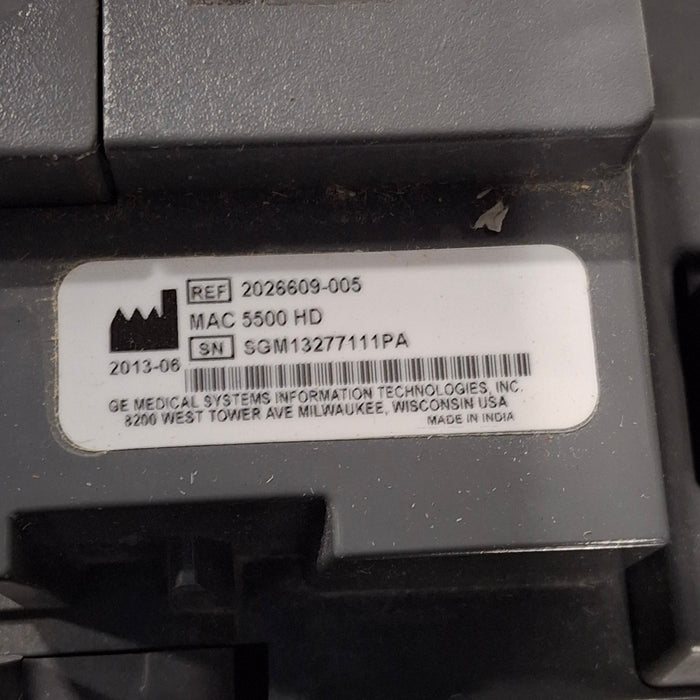 REF 2026609-005
MAC 5500 HD
SN SGM13277111PA
2013-06
GE MEDICAL SYSTEMS INFORMATION TECHNOLOGIES, INC.
8200 WEST TOWER AVE MILWAUKEE, WISCONSIN USA
MADE IN INDIA